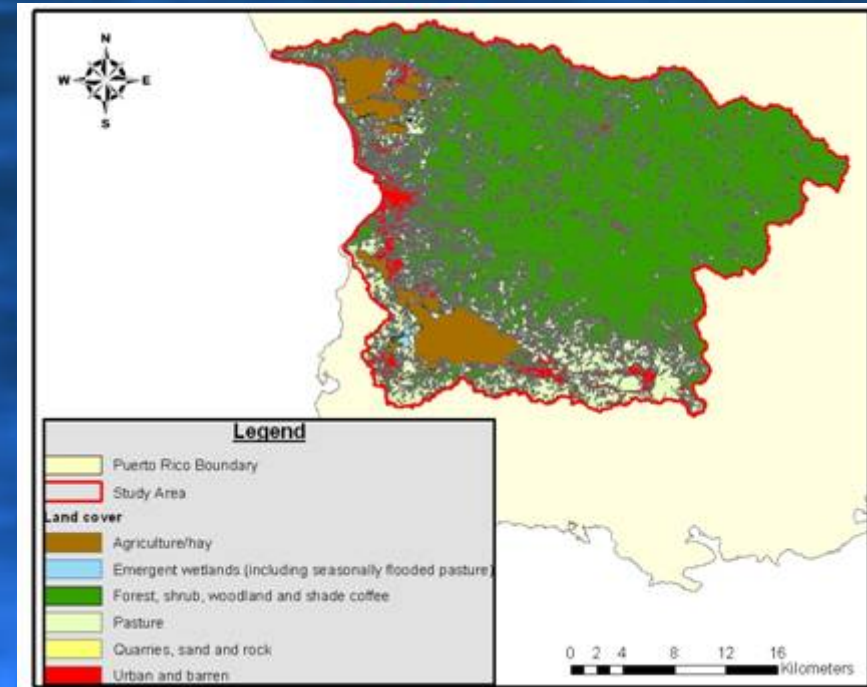 N
W E
S
Legend
Puerto Rico Boundary
Study Area
Land cover
Agriculture/hay
Emergent wetlands (including seasonally flooded pasture)
Forest, shrub, woodland and shade coffee
Pasture
Quarries, sand and rock
Urban and barren
0 2 4 8 12 16
Kilometers